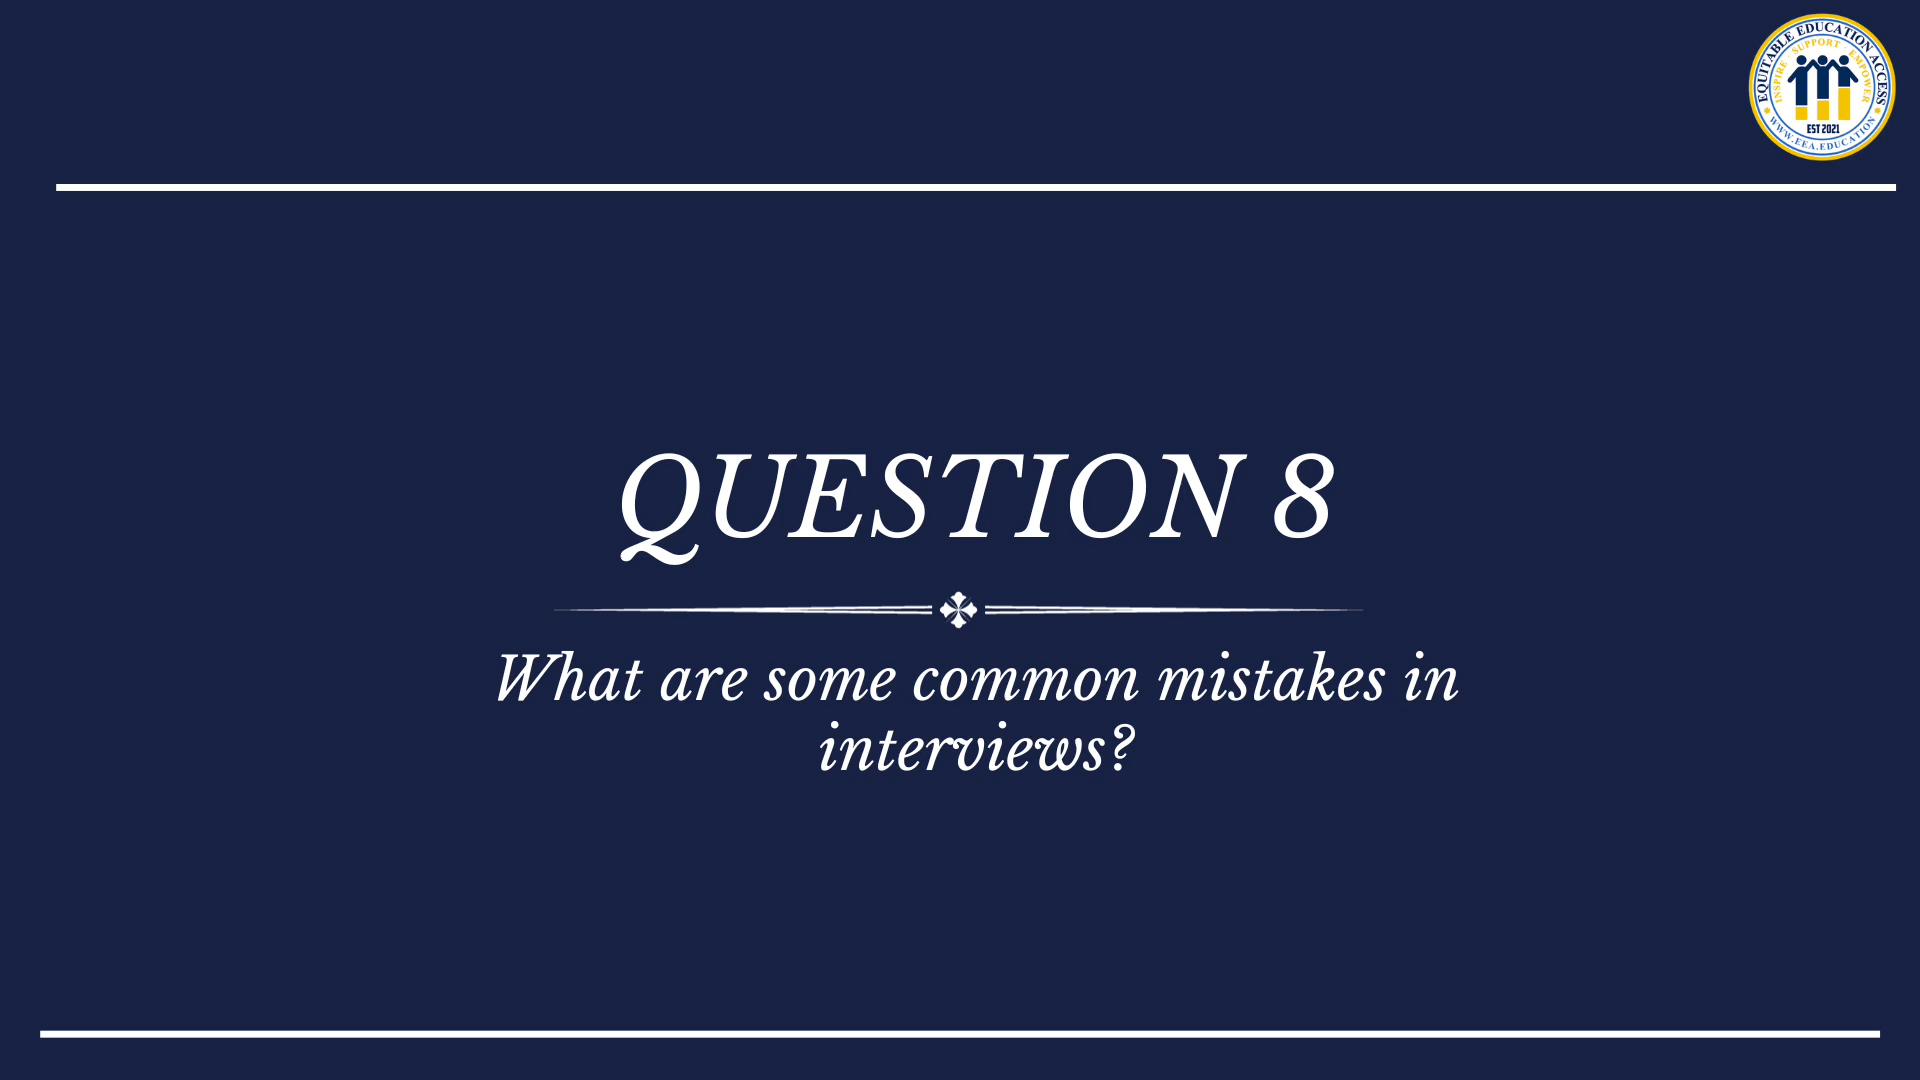 EQUITABLE EDUCATION ACCESS
INSPIRE · SUPPORT · EMPOWER
EST 2021
WWW.EEA.EDUCATION
QUESTION 8
What are some common mistakes in
interviews?